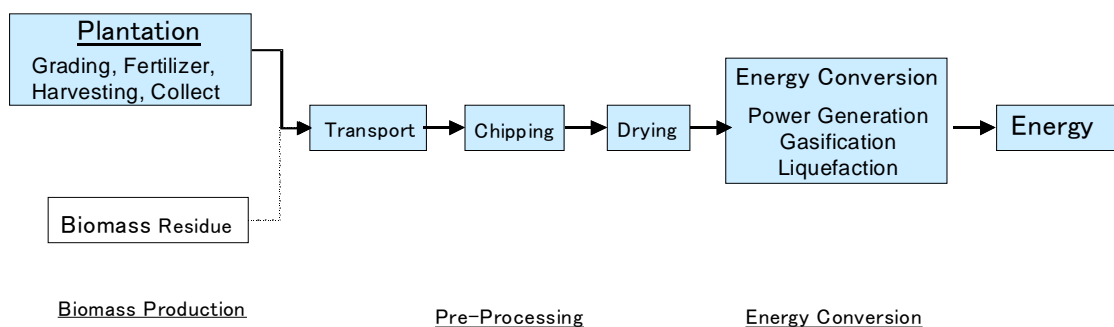 Plantation
Grading, Fertilizer,
Harvesting, Collect
Biomass Residue
Transport
Chipping
Drying
Energy Conversion
Power Generation
Gasification
Liquefaction
Energy
Biomass Production
Pre-Processing
Energy Conversion